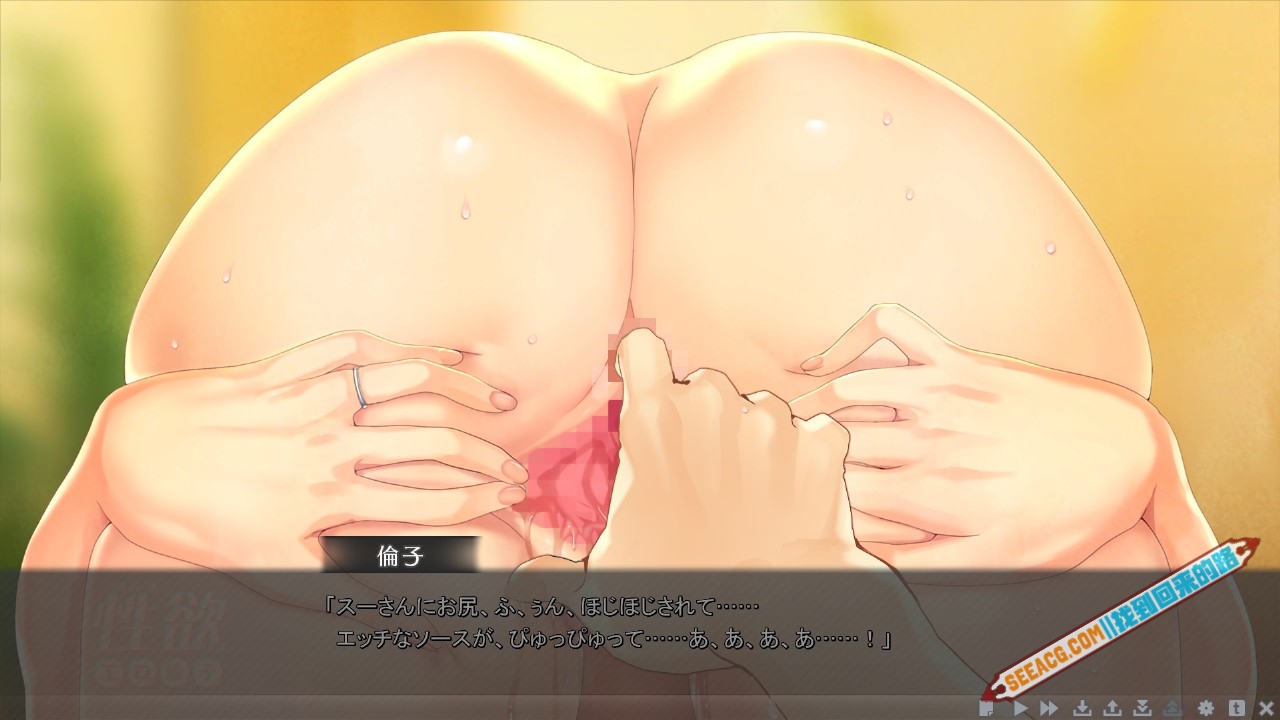 倫子
「スーさんにお尻、ふ、ぅん、ほじほじされて……
エッチなソースが、ぴゅっぴゅって……あ、あ、あ、あ……！」
性欲
SEEACG.COM||找到回来的路